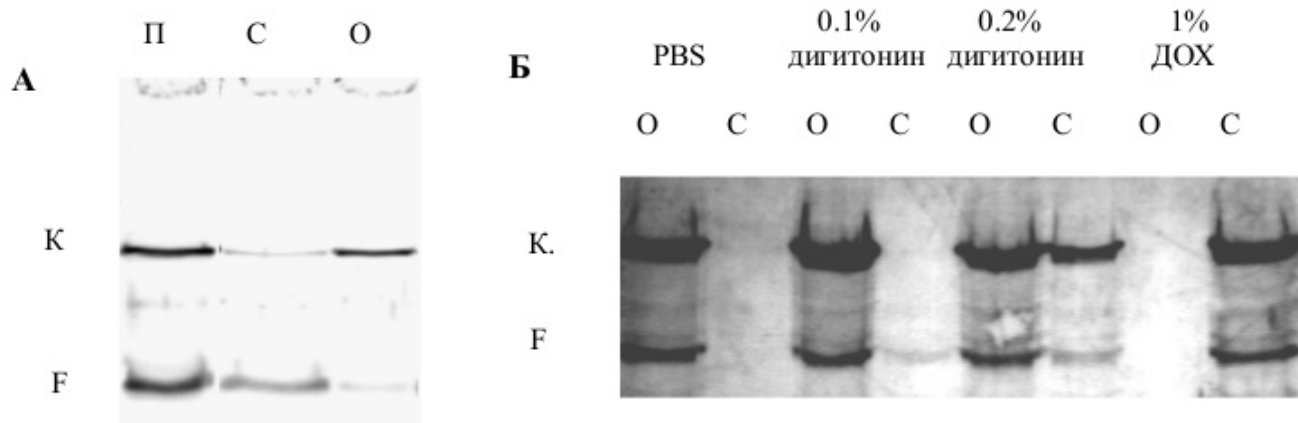 А
П С О
К
F
Б
PBS 0.1% дигитонин 0.2% дигитонин 1% ДОХ
О С О С О С О С
К.
F